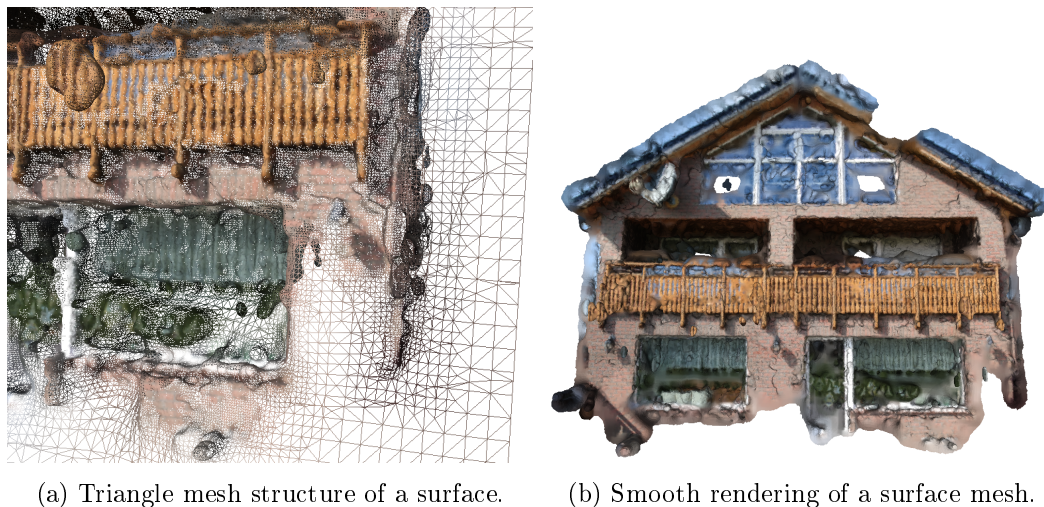 (a) Triangle mesh structure of a surface.
(b) Smooth rendering of a surface mesh.